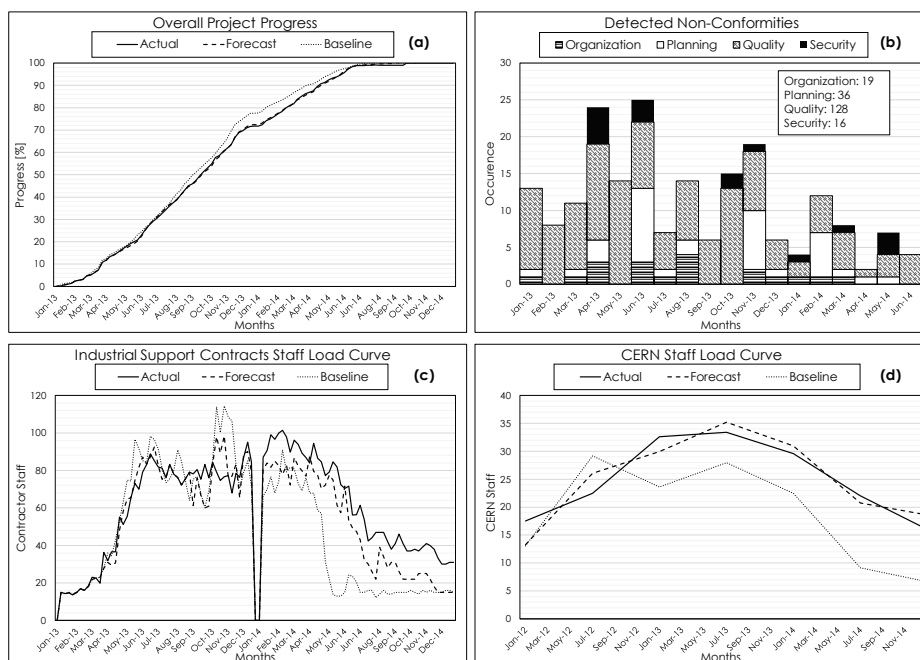 Overall Project Progress
Actual Forecast Baseline (a)
100
90
80
70
60
50
40
30
20
10
0
Progress [%]
Jan-13 Feb-13 Mar-13 Apr-13 May-13 Jun-13 Jul-13 Aug-13 Sep-13 Oct-13 Nov-13 Dec-13 Jan-14 Feb-14 Mar-14 Apr-14 May-14 Jun-14 Jun-14 Jul-14 Aug-14 Sep-14 Oct-14 Nov-14 Dec-14
Months
Detected Non-Conformities
Organization Planning Quality Security (b)
30
25
20
15
10
5
0
Occurence
Organization: 19
Planning: 36
Quality: 128
Security: 16
Jan-13 Feb-13 Mar-13 Apr-13 May-13 Jun-13 Jul-13 Aug-13 Sep-13 Oct-13 Nov-13 Dec-13 Jan-14 Feb-14 Mar-14 Apr-14 May-14 Jun-14
Months
Industrial Support Contracts Staff Load Curve
Actual Forecast Baseline (c)
120
100
80
60
40
20
0
Contractor Staff
Jan-13 Feb-13 Mar-13 Apr-13 May-13 Jun-13 Jul-13 Aug-13 Sep-13 Oct-13 Nov-13 Dec-13 Jan-14 Feb-14 Mar-14 Apr-14 May-14 Jun-14 Jun-14 Jul-14 Aug-14 Sep-14 Oct-14 Nov-14 Dec-14
Months
CERN Staff Load Curve
Actual Forecast Baseline (d)
40
35
30
25
20
15
10
5
0
CERN Staff
Jan-12 Mar-12 May-12 Jul-12 Sep-12 Nov-12 Jan-13 Mar-13 May-13 Jul-13 Sep-13 Nov-13 Jan-14 Mar-14 May-14 Jul-14 Sep-14 Nov-14
Months